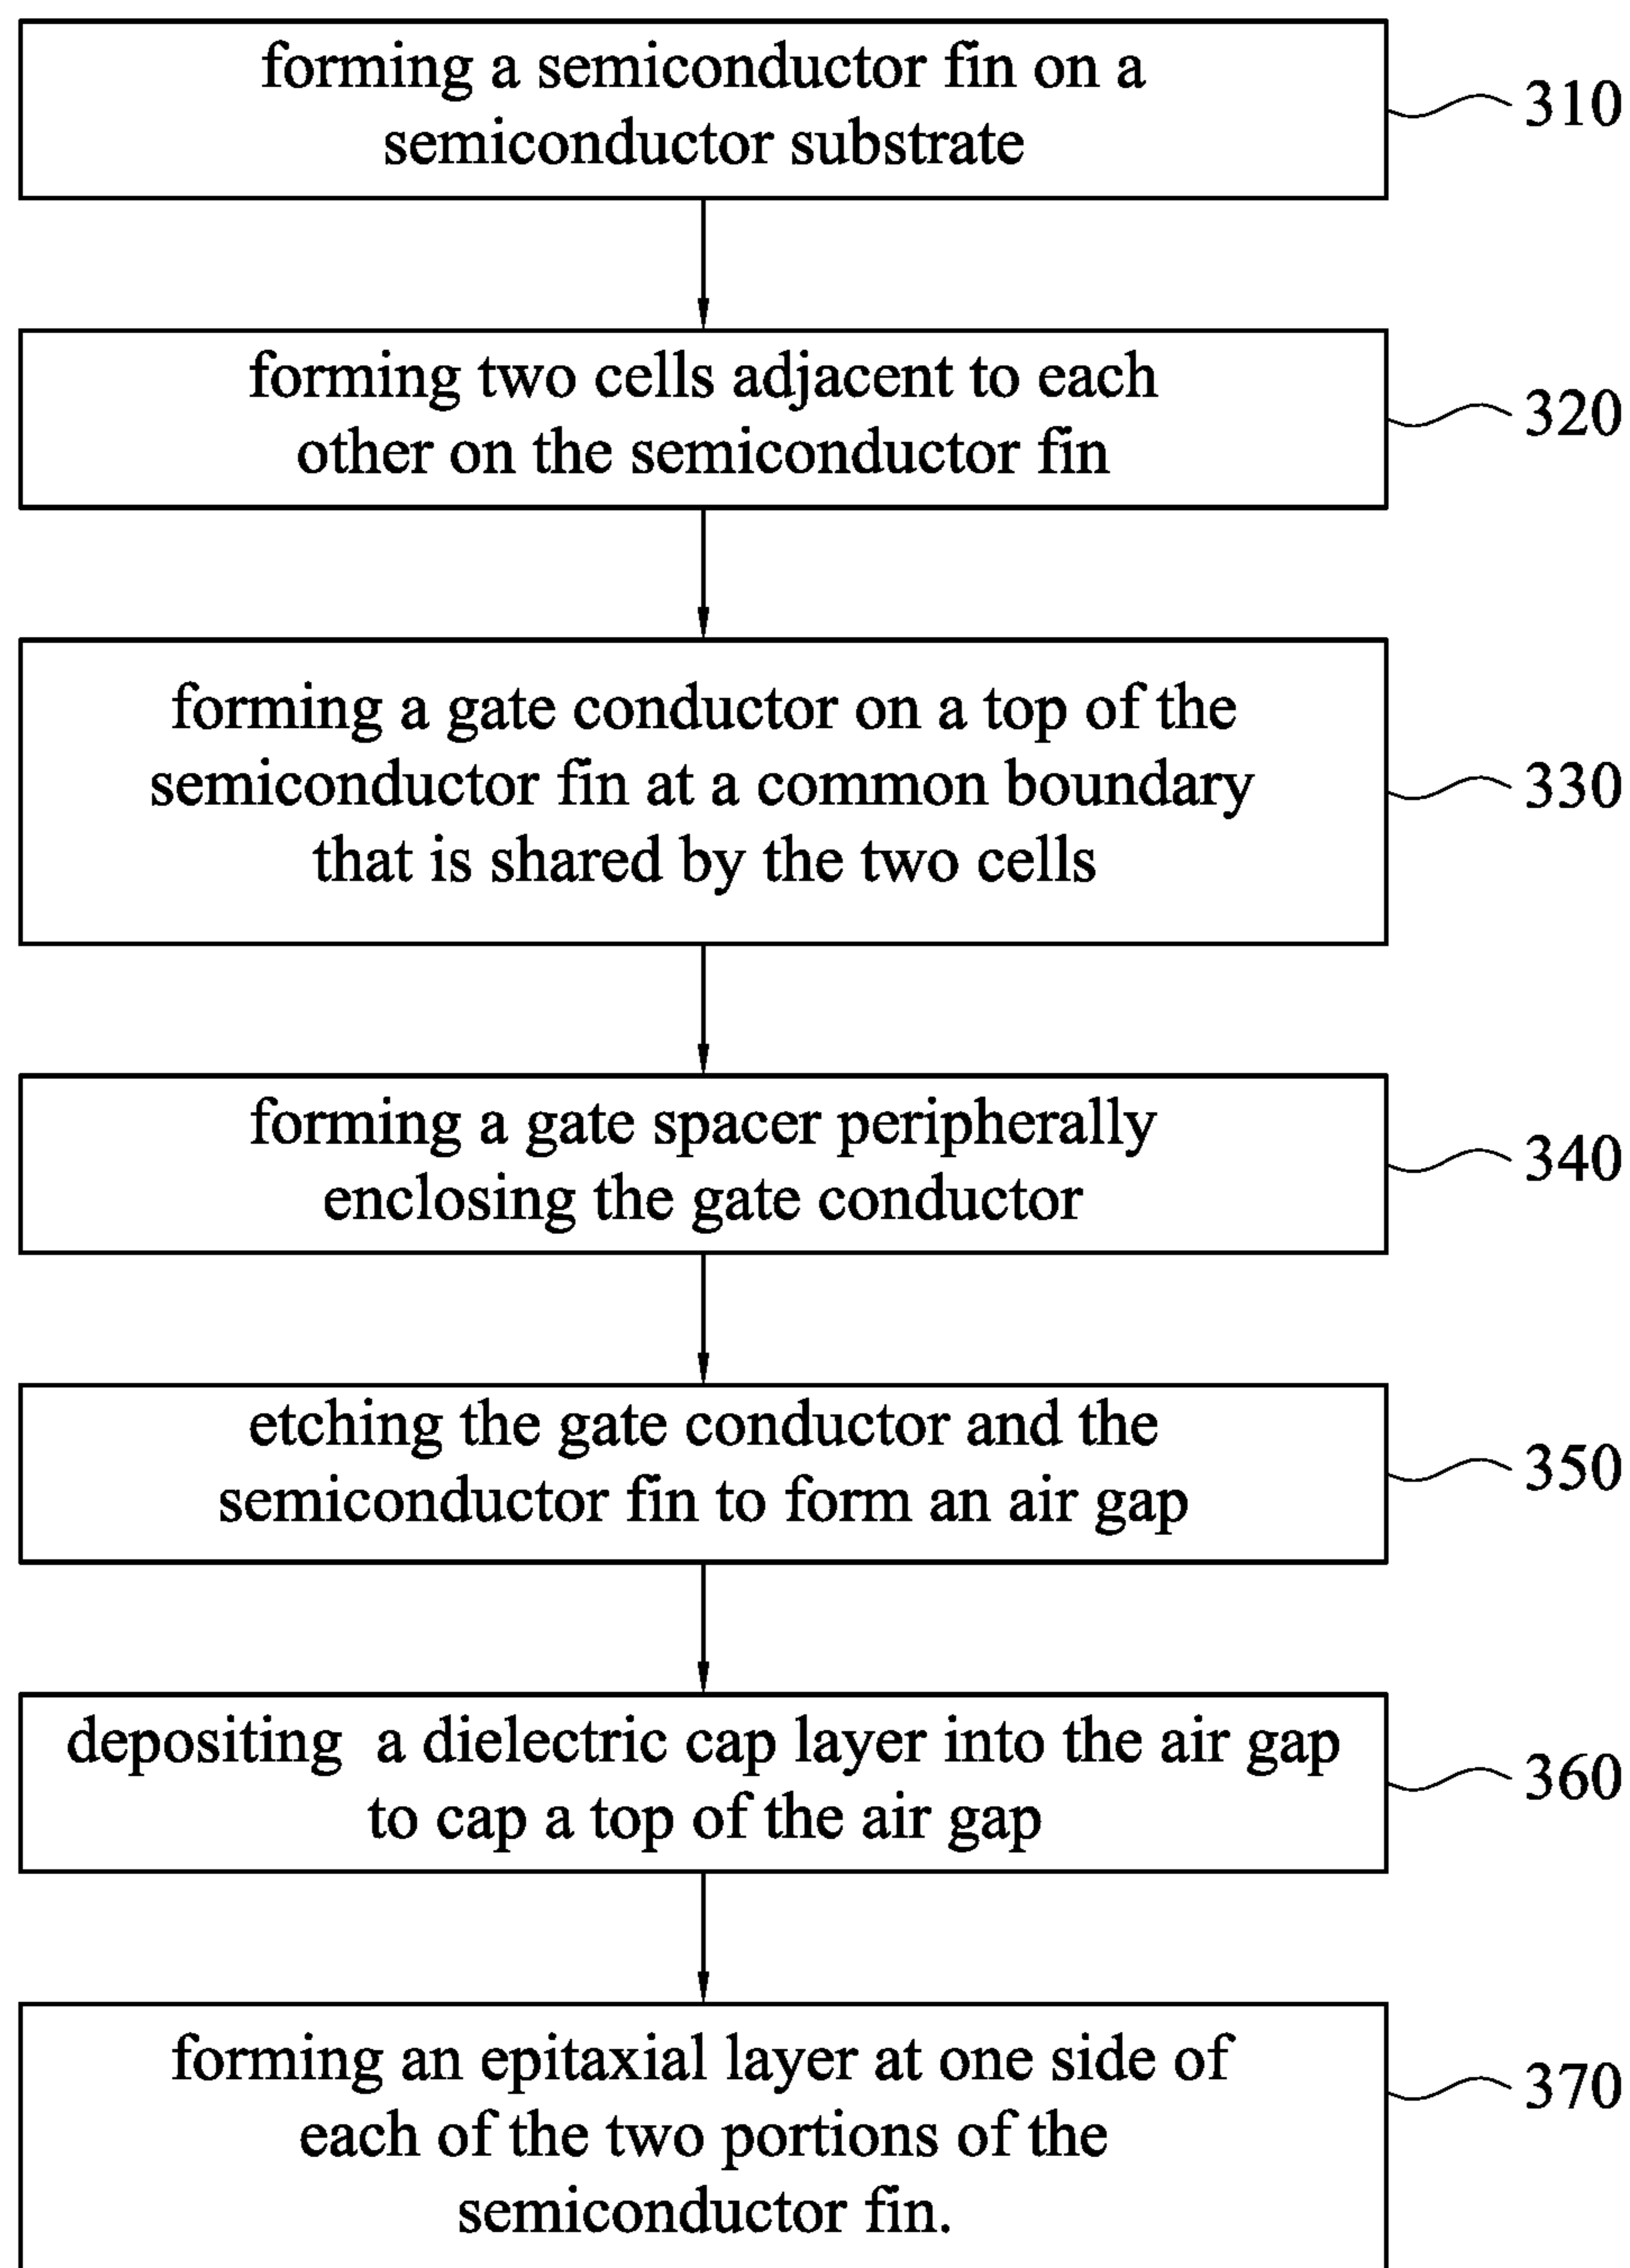 forming a semiconductor fin on a
semiconductor substrate
310
forming two cells adjacent to each
other on the semiconductor fin
320
forming a gate conductor on a top of the
semiconductor fin at a common boundary
that is shared by the two cells
330
forming a gate spacer peripherally
enclosing the gate conductor
340
etching the gate conductor and the
semiconductor fin to form an air gap
350
depositing  a dielectric cap layer into the air gap
to cap a top of the air gap
360
forming an epitaxial layer at one side of
each of the two portions of the
semiconductor fin.
370